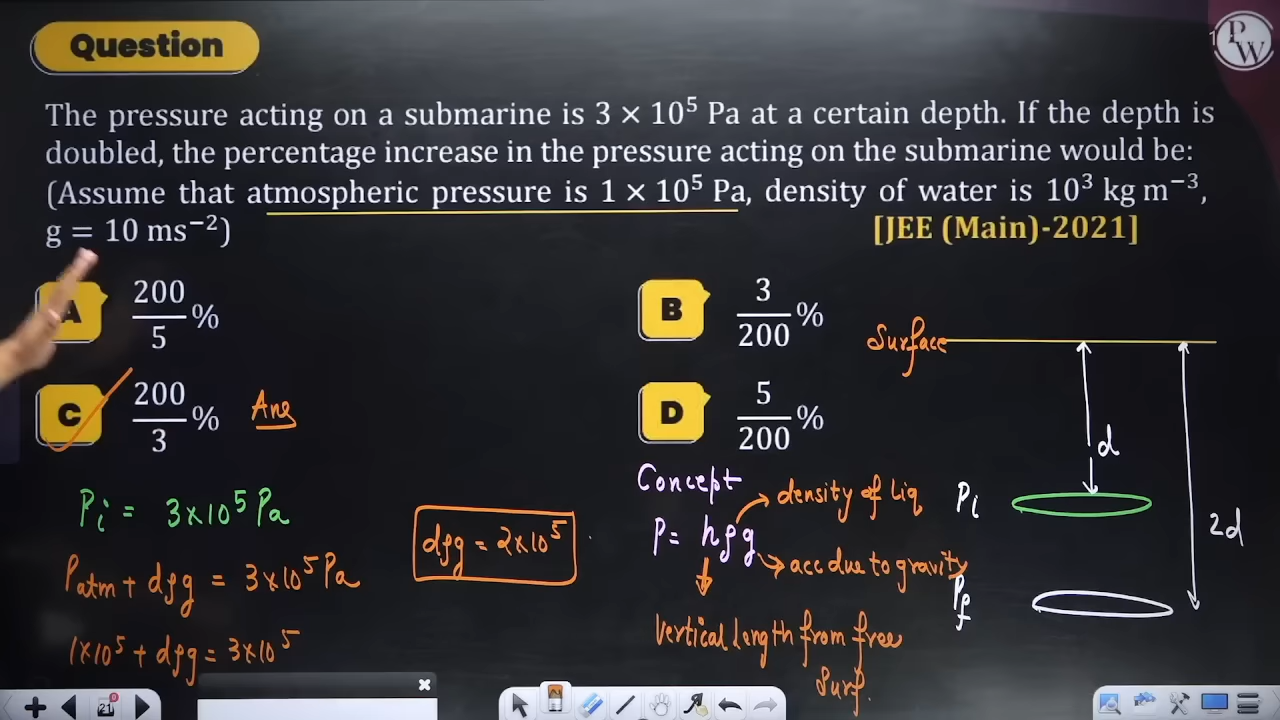 Question
PW
The pressure acting on a submarine is 3 × 10⁵ Pa at a certain depth. If the depth is
doubled, the percentage increase in the pressure acting on the submarine would be:
(Assume that atmospheric pressure is 1 × 10⁵ Pa, density of water is 10³ kg m⁻³,
g = 10 ms⁻²)
[JEE (Main)-2021]
A 200/5 %
B 3/200 %
C 200/3 % Ans
D 5/200 %
Surface
d
2d
Pi
Pf
Pi = 3×10⁵ Pa
Patm + dρg = 3×10⁵ Pa
1×10⁵ + dρg = 3×10⁵
dρg = 2×10⁵
Concept
P = hρg
density of liq
acc due to gravity
Vertical length from free
Surf.
21
9